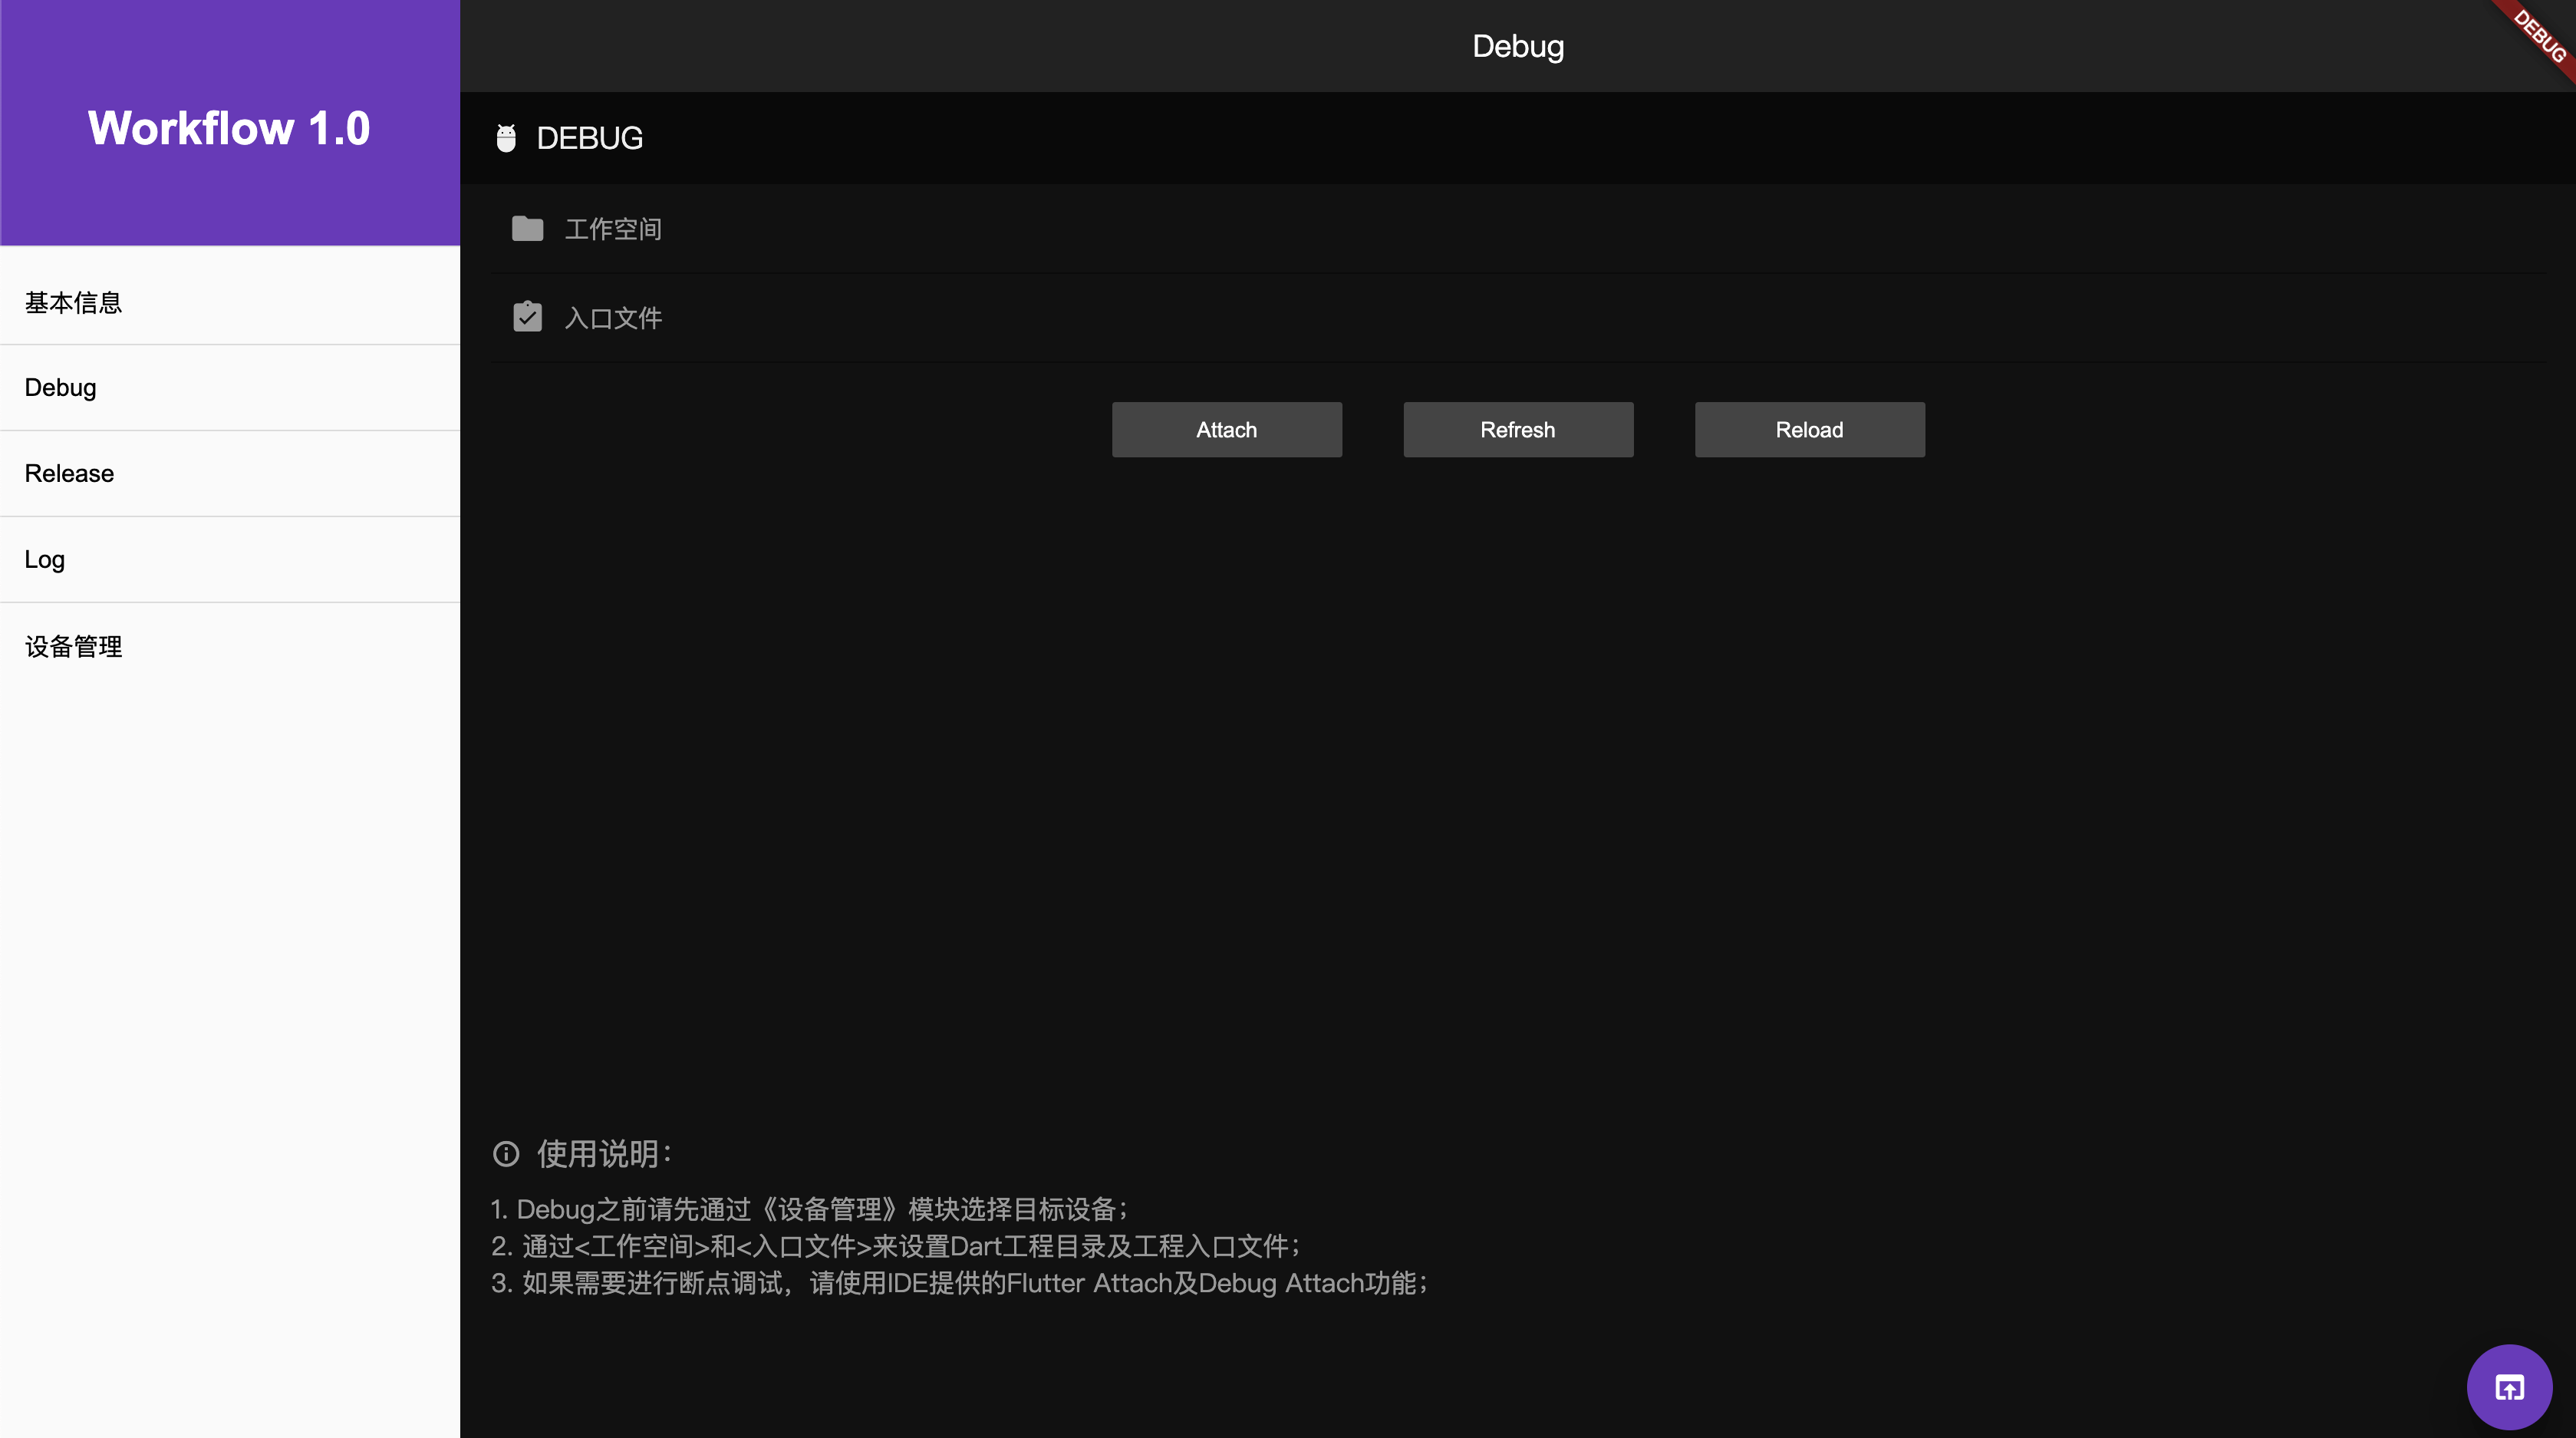 Workflow 1.0
基本信息
Debug
Release
Log
设备管理
Debug
DEBUG
DEBUG
工作空间
入口文件
Attach
Refresh
Reload
使用说明：
1. Debug之前请先通过《设备管理》模块选择目标设备；
2. 通过<工作空间>和<入口文件>来设置Dart工程目录及工程入口文件；
3. 如果需要进行断点调试，请使用IDE提供的Flutter Attach及Debug Attach功能；